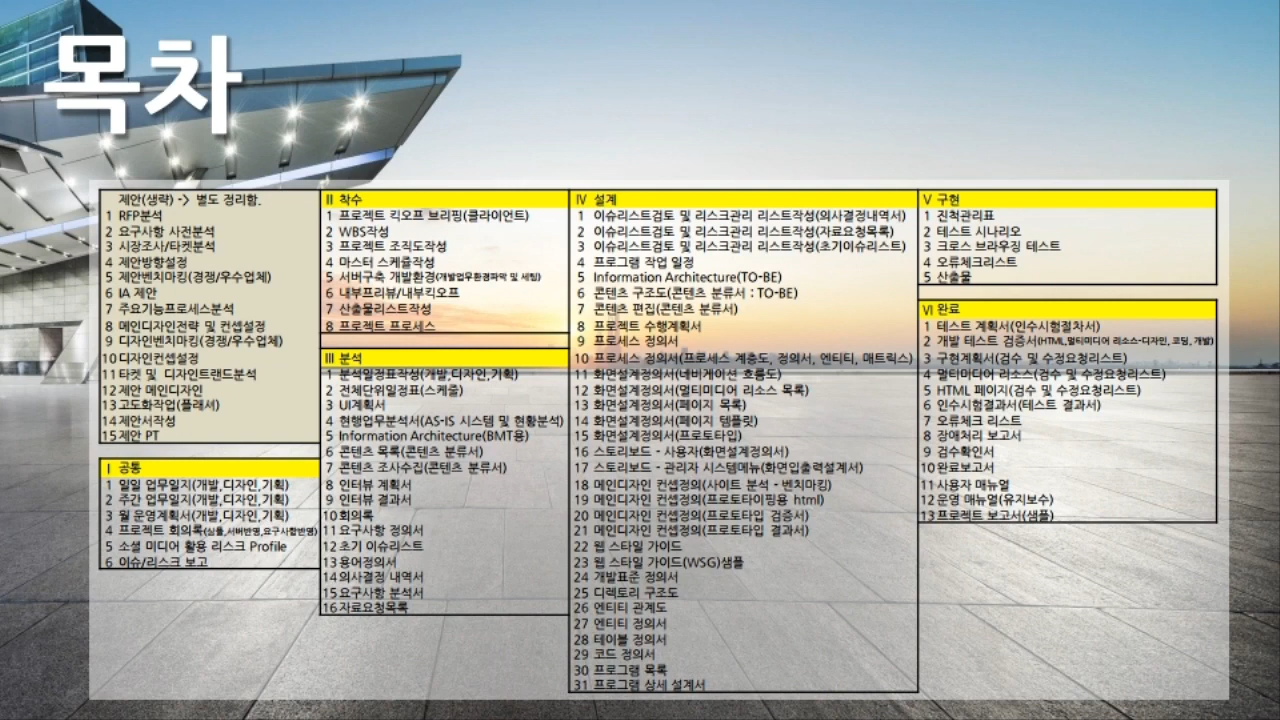 목차
제안(생략) -> 별도 정리함.
1 RFP분석
2 요구사항 사전분석
3 시장조사/타켓분석
4 제안방향설정
5 제안벤치마킹(경쟁/우수업체)
6 IA 제안
7 주요기능프로세스분석
8 메인디자인전략 및 컨셉설정
9 디자인벤치마킹(경쟁/우수업체)
10 디자인컨셉설정
11 타켓 및 디자인트랜드분석
12 제안 메인디자인
13 고도화작업(플래서)
14 제안서작성
15 제안 PT
I 공통
1 일일 업무일지(개발,디자인,기획)
2 주간 업무일지(개발,디자인,기획)
3 월 운영계획서(개발,디자인,기획)
4 프로젝트 회의록(심플,서버반영,요구사항반영)
5 소셜 미디어 활용 리스크 Profile
6 이슈/리스크 보고
II 착수
1 프로젝트 킥오프 브리핑(클라이언트)
2 WBS작성
3 프로젝트 조직도작성
4 마스터 스케쥴작성
5 서버구축 개발환경(개발업무환경파악 및 세팅)
6 내부프리뷰/내부킥오프
7 산출물리스트작성
8 프로젝트 프로세스
III 분석
1 분석일정표작성(개발,디자인,기획)
2 전체단위일정표(스케줄)
3 UI계획서
4 현행업무분석서(AS-IS 시스템 및 현황분석)
5 Information Architecture(BMT용)
6 콘텐츠 목록(콘텐츠 분류서)
7 콘텐츠 조사수집(콘텐츠 분류서)
8 인터뷰 계획서
9 인터뷰 결과서
10 회의록
11 요구사항 정의서
12 초기 이슈리스트
13 용어정의서
14 의사결정 내역서
15 요구사항 분석서
16 자료요청목록
IV 설계
1 이슈리스트검토 및 리스크관리 리스트작성(의사결정내역서)
2 이슈리스트검토 및 리스크관리 리스트작성(자료요청목록)
3 이슈리스트검토 및 리스크관리 리스트작성(초기이슈리스트)
4 프로그램 작업 일정
5 Information Architecture(TO-BE)
6 콘텐츠 구조도(콘텐츠 분류서 : TO-BE)
7 콘텐츠 편집(콘텐츠 분류서)
8 프로젝트 수행계획서
9 프로세스 정의서
10 프로세스 정의서(프로세스 계층도, 정의서, 엔티티, 매트릭스)
11 화면설계정의서(네비게이션 흐름도)
12 화면설계정의서(멀티미디어 리소스 목록)
13 화면설계정의서(페이지 목록)
14 화면설계정의서(페이지 템플릿)
15 화면설계정의서(프로토타입)
16 스토리보드 - 사용자(화면설계정의서)
17 스토리보드 - 관리자 시스템메뉴(화면입출력설계서)
18 메인디자인 컨셉정의(사이트 분석 - 벤치마킹)
19 메인디자인 컨셉정의(프로토타이핑용 html)
20 메인디자인 컨셉정의(프로토타입 검증서)
21 메인디자인 컨셉정의(프로토타입 결과서)
22 웹 스타일 가이드
23 웹 스타일 가이드(WSG)샘플
24 개발표준 정의서
25 디렉토리 구조도
26 엔티티 관계도
27 엔티티 정의서
28 테이블 정의서
29 코드 정의서
30 프로그램 목록
31 프로그램 상세 설계서
V 구현
1 진척관리표
2 테스트 시나리오
3 크로스 브라우징 테스트
4 오류체크리스트
5 산출물
VI 완료
1 테스트 계획서(인수시험절차서)
2 개발 테스트 검증서(HTML,멀티미디어 리소스-디자인, 코딩, 개발)
3 구현계획서(검수 및 수정요청리스트)
4 멀티미디어 리소스(검수 및 수정요청리스트)
5 HTML 페이지(검수 및 수정요청리스트)
6 인수시험결과서(테스트 결과서)
7 오류체크 리스트
8 장애처리 보고서
9 검수확인서
10 완료보고서
11 사용자 매뉴얼
12 운영 매뉴얼(유지보수)
13 프로젝트 보고서(샘플)